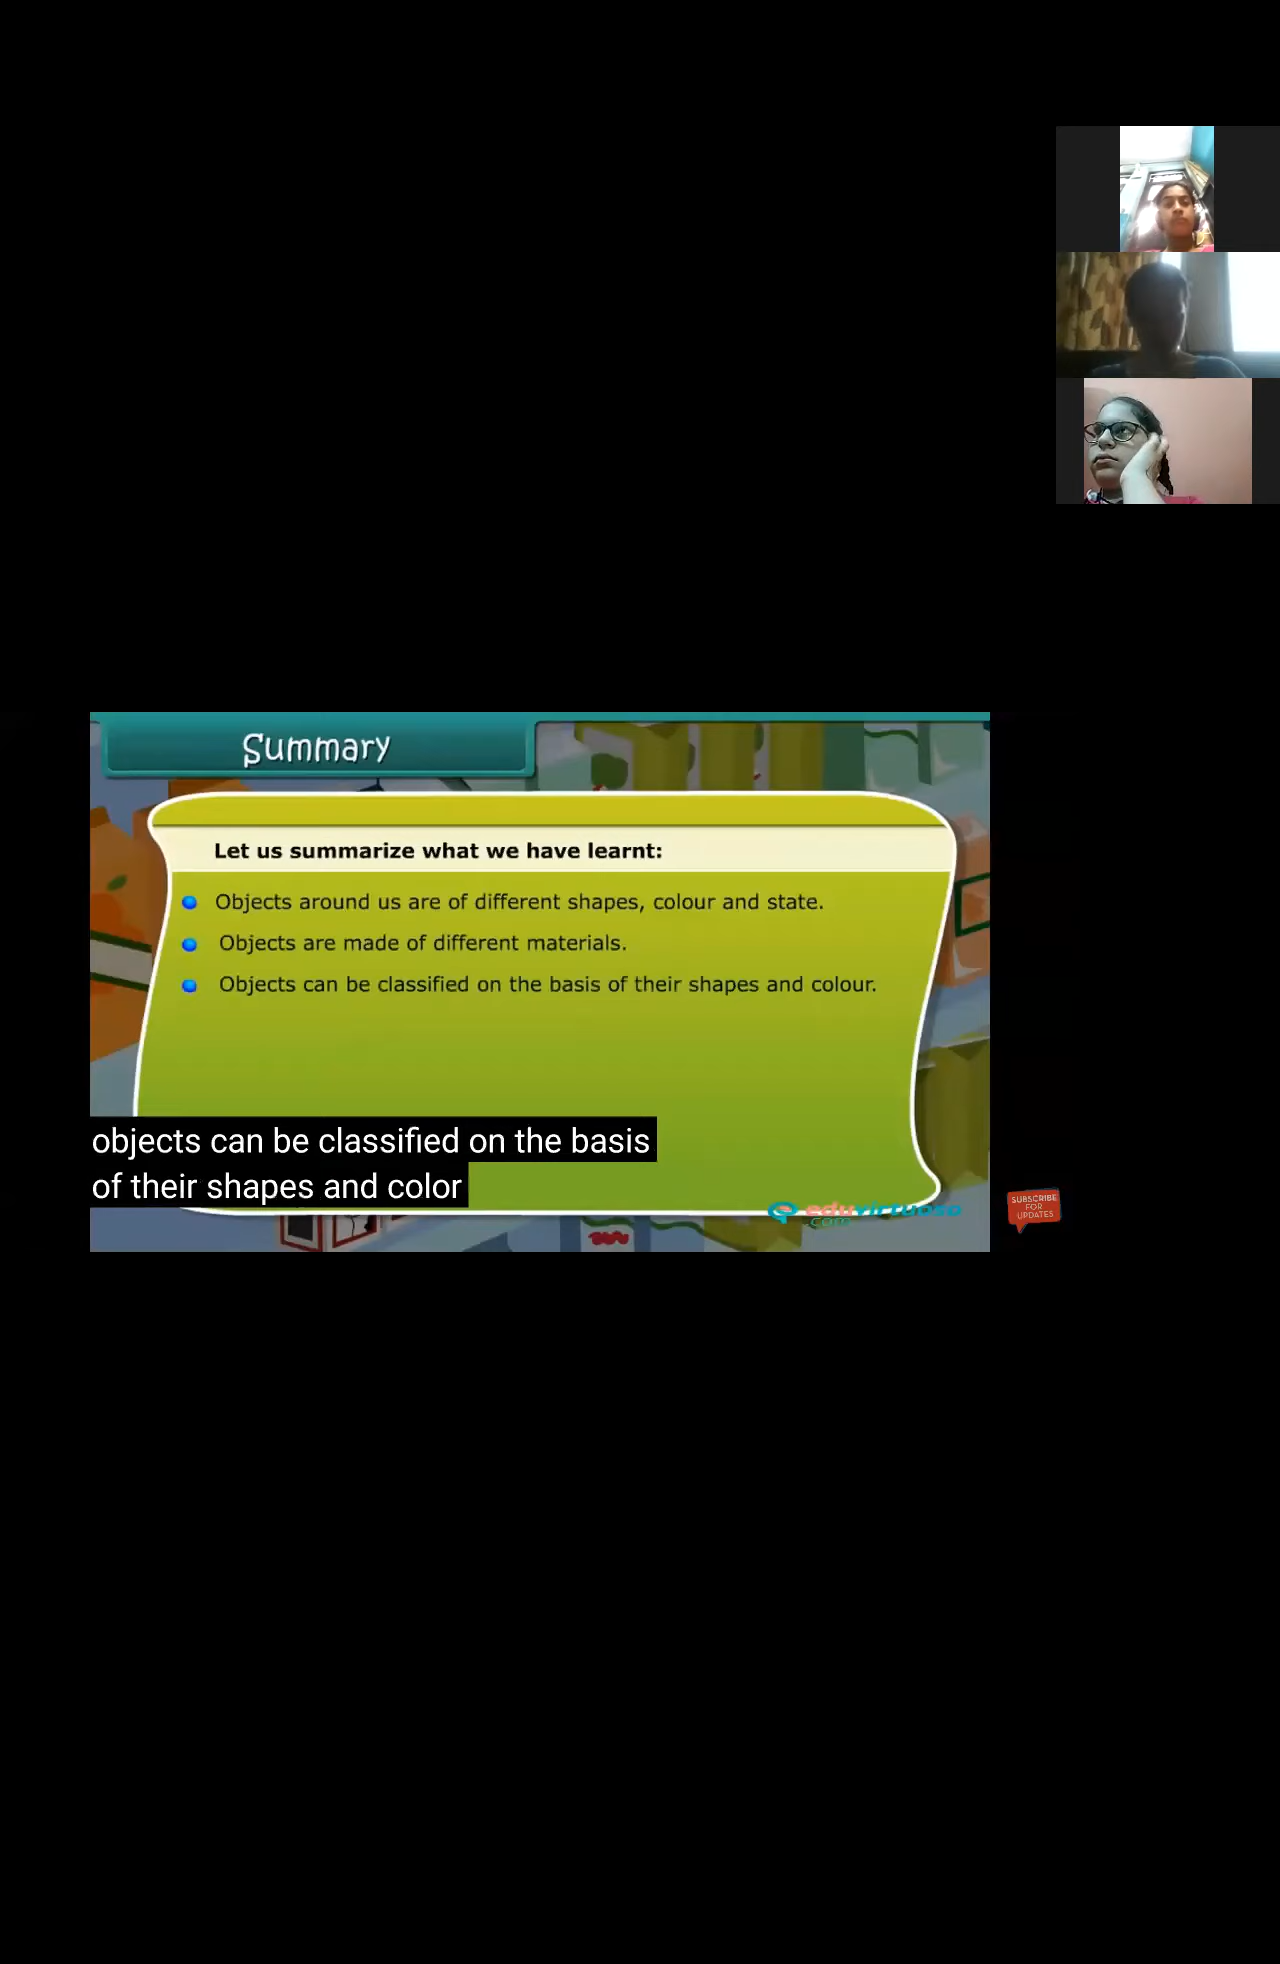 Summary
Let us summarize what we have learnt:
Objects around us are of different shapes, colour and state.
Objects are made of different materials.
Objects can be classified on the basis of their shapes and colour.
objects can be classified on the basis
of their shapes and color
eduvirtuoso
.com
SUBSCRIBE
FOR
UPDATES